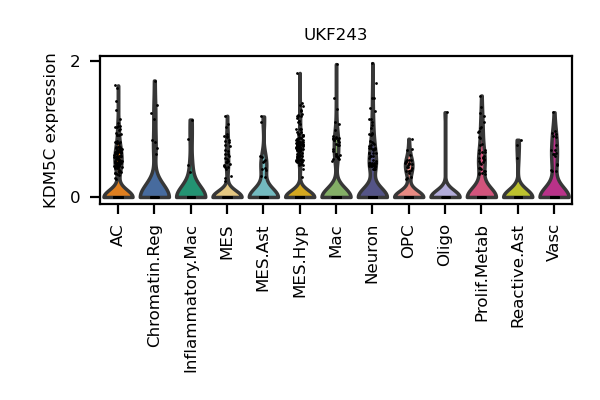 UKF243
KDM5C expression
2
0
AC
Chromatin.Reg
Inflammatory.Mac
MES
MES.Ast
MES.Hyp
Mac
Neuron
OPC
Oligo
Prolif.Metab
Reactive.Ast
Vasc